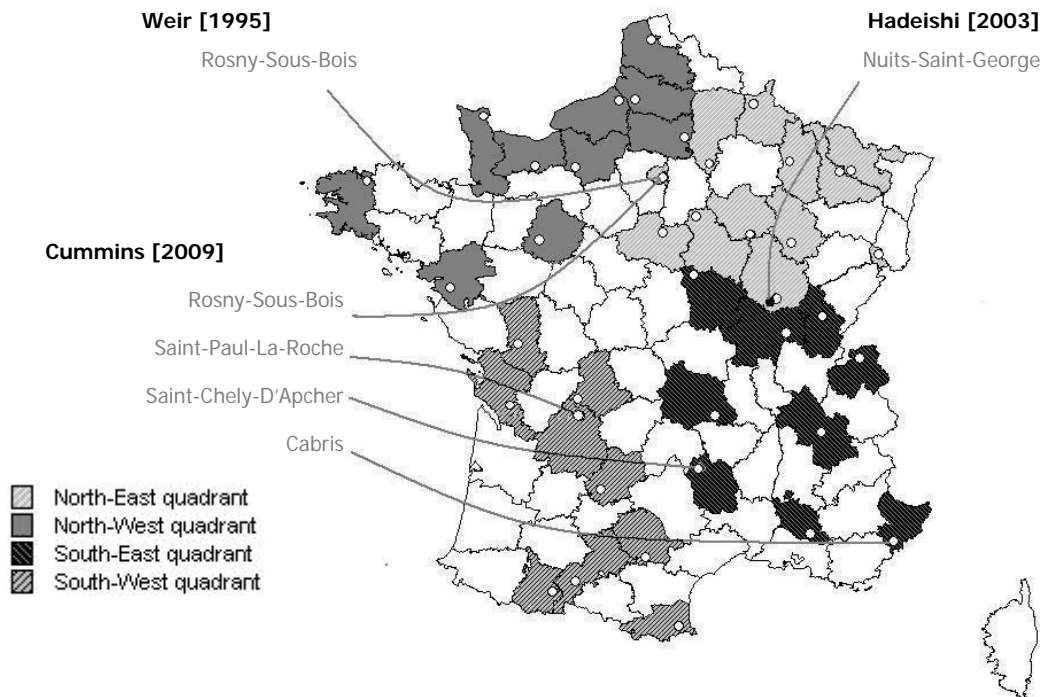 Weir [1995]
Rosny-Sous-Bois
Hadeishi [2003]
Nuits-Saint-George
Cummins [2009]
Rosny-Sous-Bois
Saint-Paul-La-Roche
Saint-Chely-D'Apcher
Cabris
North-East quadrant
North-West quadrant
South-East quadrant
South-West quadrant